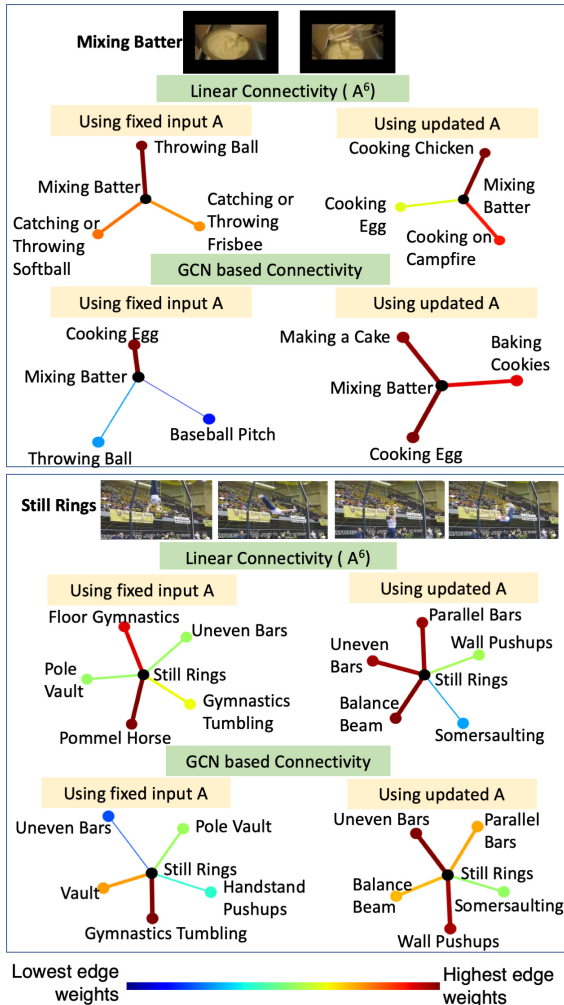 Mixing Batter
Linear Connectivity ( A⁶)
Using fixed input A
Using updated A
Throwing Ball
Mixing Batter
Catching or
Throwing
Softball
Catching or
Throwing
Frisbee
Cooking Chicken
Mixing
Batter
Cooking
Egg
Cooking on
Campfire
GCN based Connectivity
Using fixed input A
Using updated A
Cooking Egg
Mixing Batter
Baseball Pitch
Throwing Ball
Making a Cake
Baking
Cookies
Mixing Batter
Cooking Egg
Still Rings
Linear Connectivity ( A⁶)
Using fixed input A
Using updated A
Floor Gymnastics
Uneven Bars
Pole
Vault
Still Rings
Gymnastics
Tumbling
Pommel Horse
Parallel Bars
Uneven
Bars
Wall Pushups
Still Rings
Balance
Beam
Somersaulting
GCN based Connectivity
Using fixed input A
Using updated A
Uneven Bars
Pole Vault
Still Rings
Vault
Handstand
Pushups
Gymnastics Tumbling
Uneven Bars
Parallel
Bars
Still Rings
Balance
Beam
Somersaulting
Wall Pushups
Lowest edge
weights
Highest edge
weights